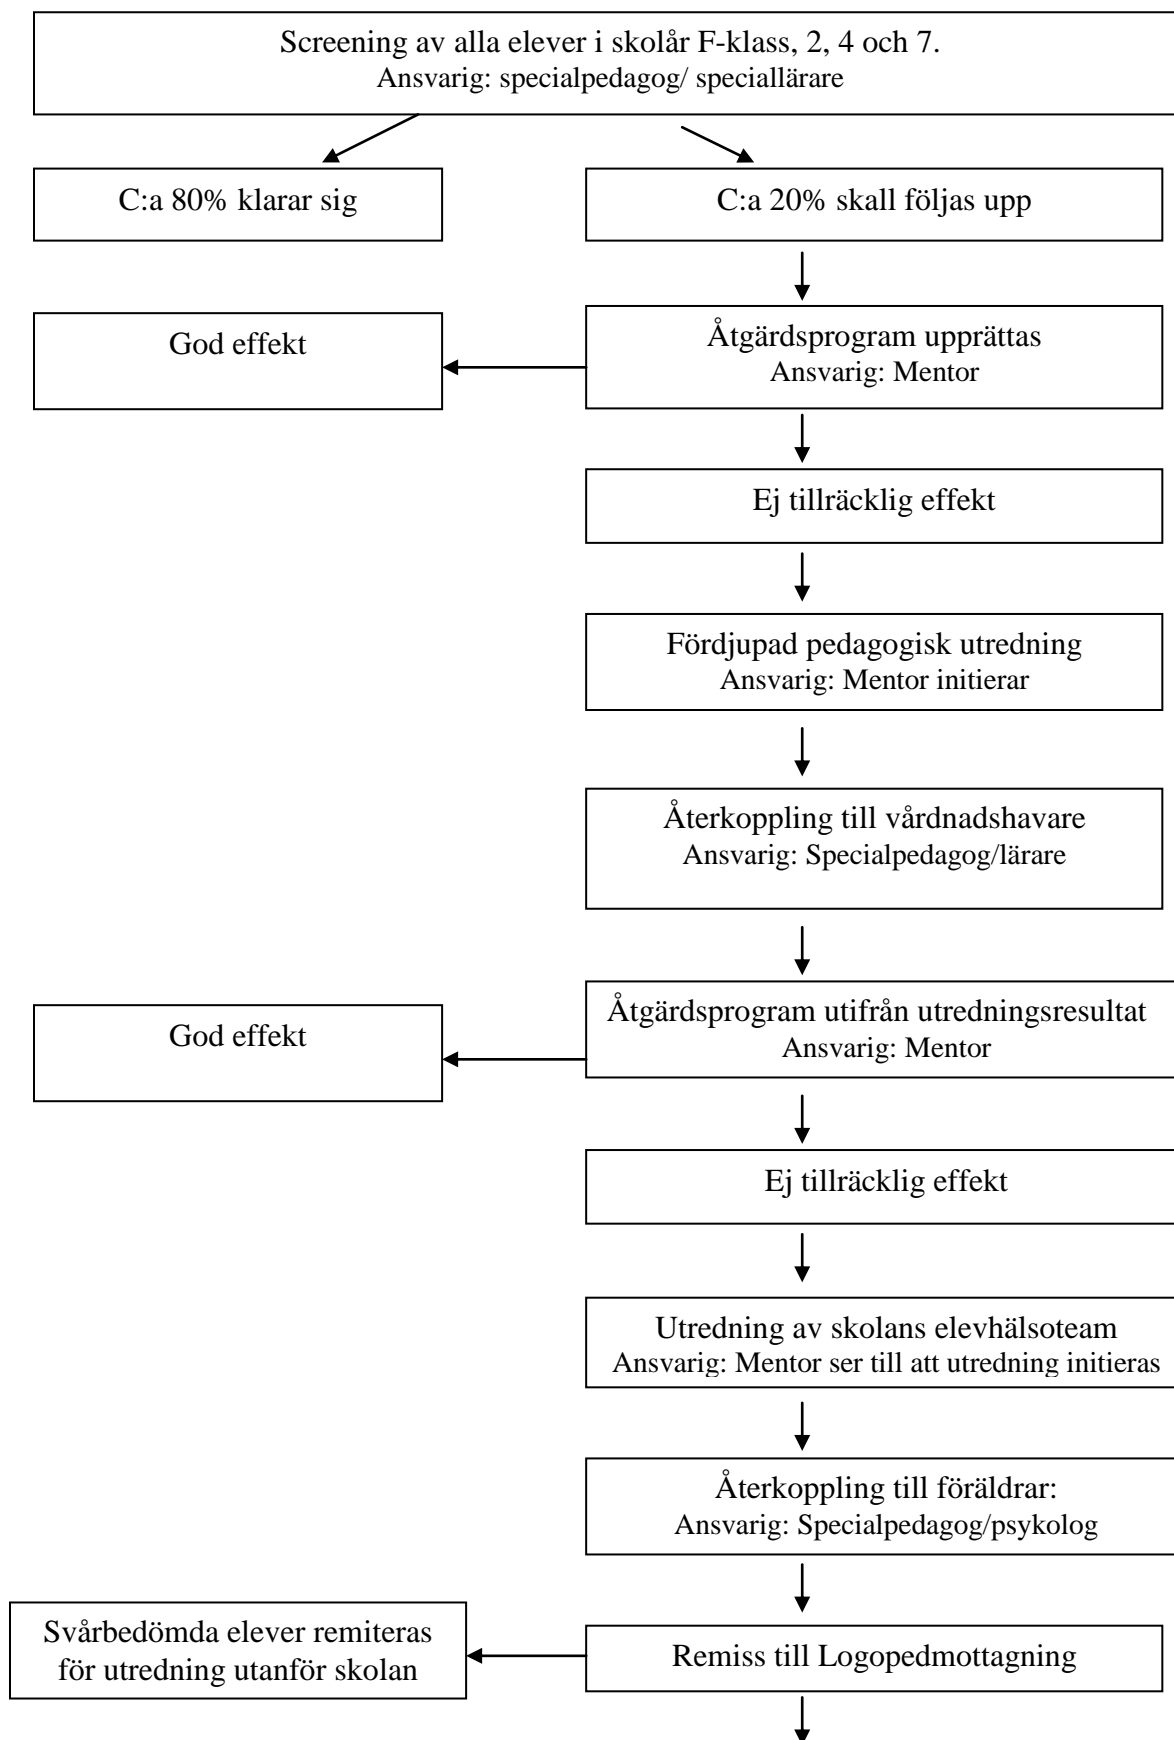 Screening av alla elever i skolår F-klass, 2, 4 och 7.
Ansvarig: specialpedagog/ speciallärare
C:a 80% klarar sig
C:a 20% skall följas upp
God effekt
Åtgärdsprogram upprättas
Ansvarig: Mentor
Ej tillräcklig effekt
Fördjupad pedagogisk utredning
Ansvarig: Mentor initierar
Återkoppling till vårdnadshavare
Ansvarig: Specialpedagog/lärare
God effekt
Åtgärdsprogram utifrån utredningsresultat
Ansvarig: Mentor
Ej tillräcklig effekt
Utredning av skolans elevhälsoteam
Ansvarig: Mentor ser till att utredning initieras
Återkoppling till föräldrar:
Ansvarig: Specialpedagog/psykolog
Svårbedömda elever remiteras
för utredning utanför skolan
Remiss till Logopedmottagning